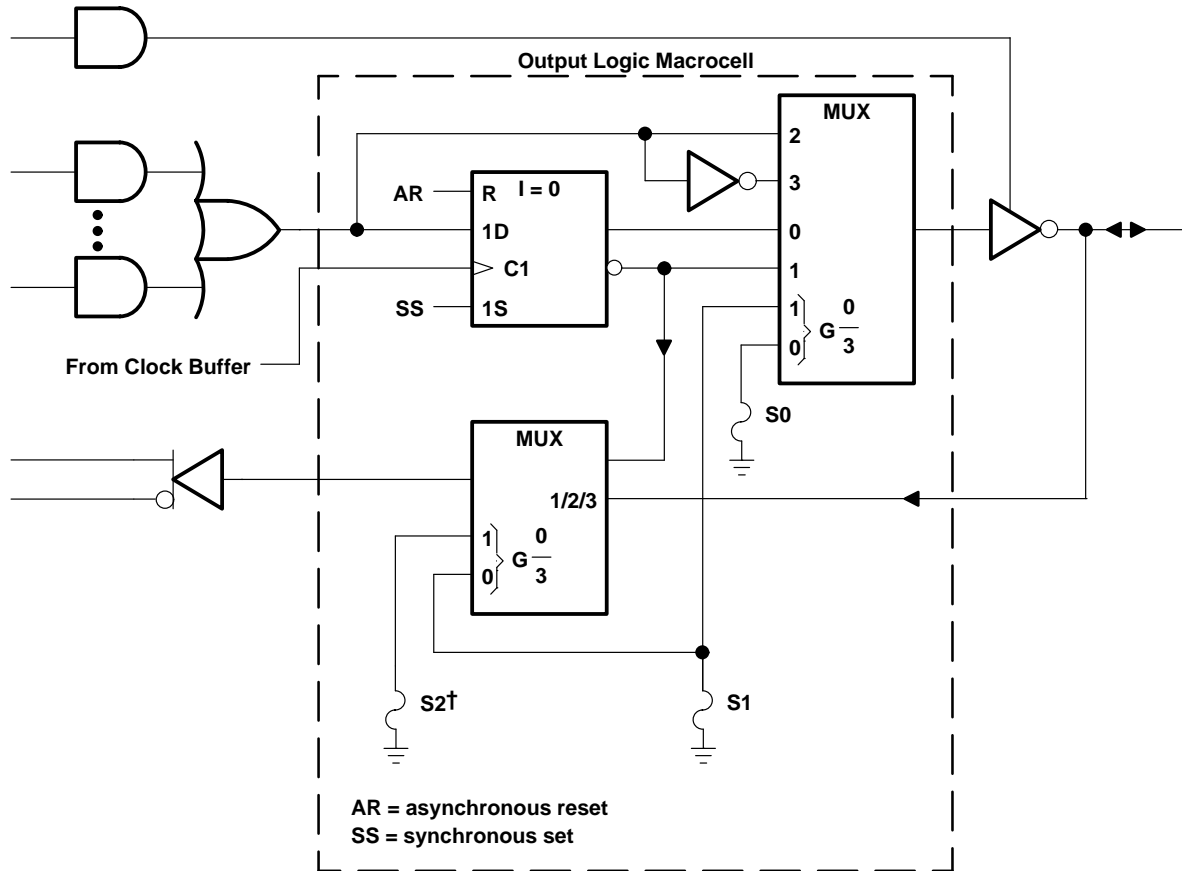 Output Logic Macrocell
MUX
2
3
0
1
1
0
G 0
3
AR
R
I = 0
1D
C1
SS
1S
From Clock Buffer
S0
MUX
1/2/3
1
0
G 0
3
S2†
S1
AR = asynchronous reset
SS = synchronous set